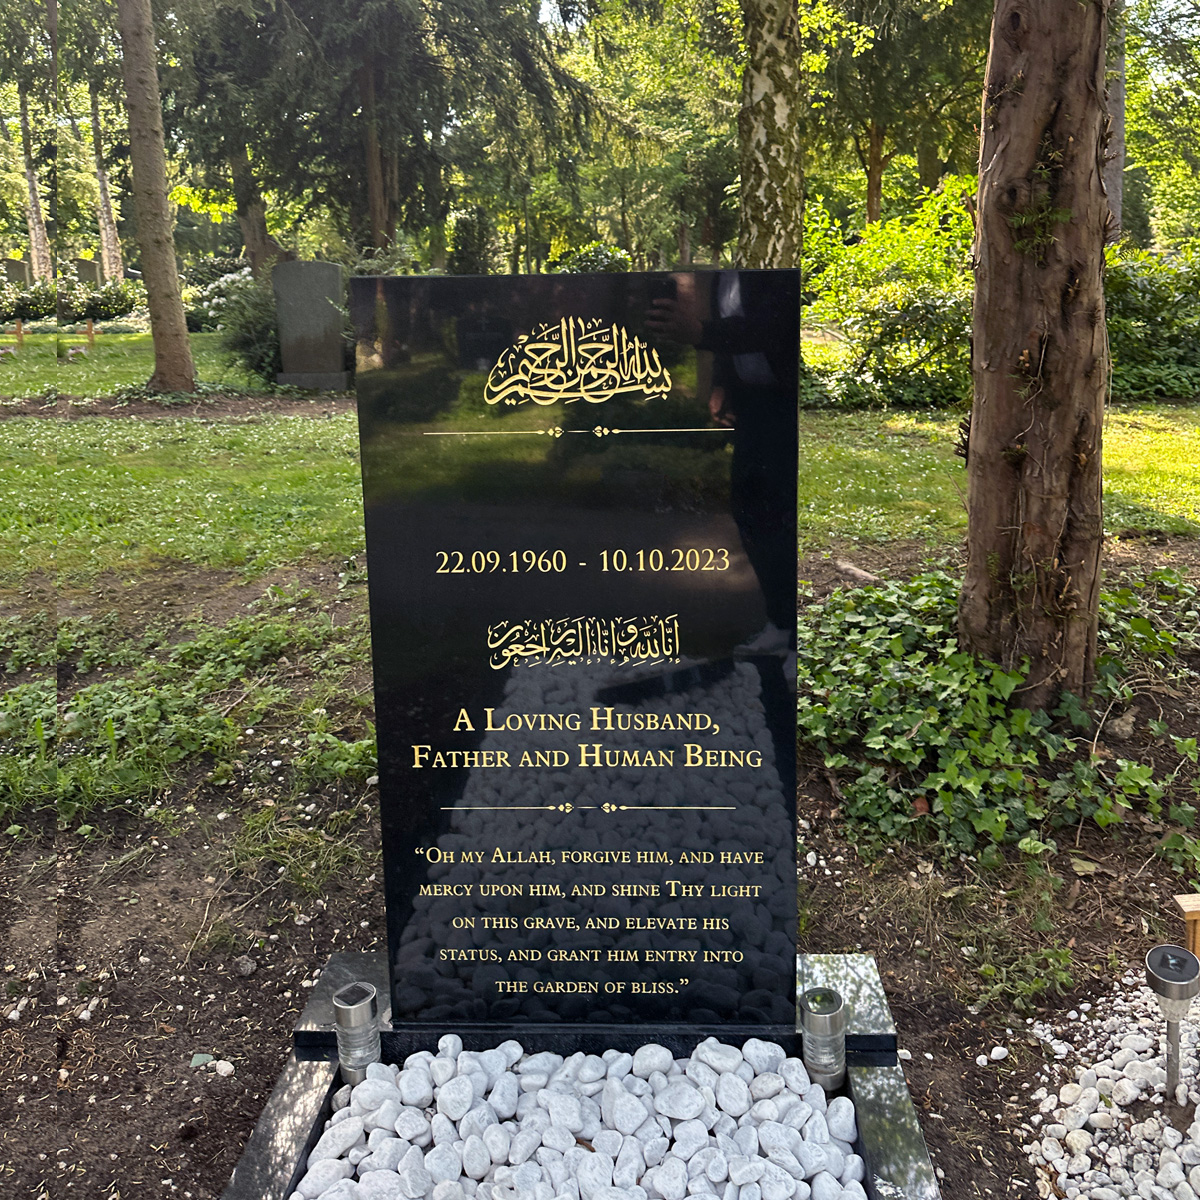 بسم الله الرحمن الرحيم
22.09.1960 - 10.10.2023
إنا لله وإنا إليه راجعون
A Loving Husband,
Father and Human Being
“Oh my Allah, forgive him, and have
mercy upon him, and shine Thy light
on this grave, and elevate his
status, and grant him entry into
the garden of bliss.”